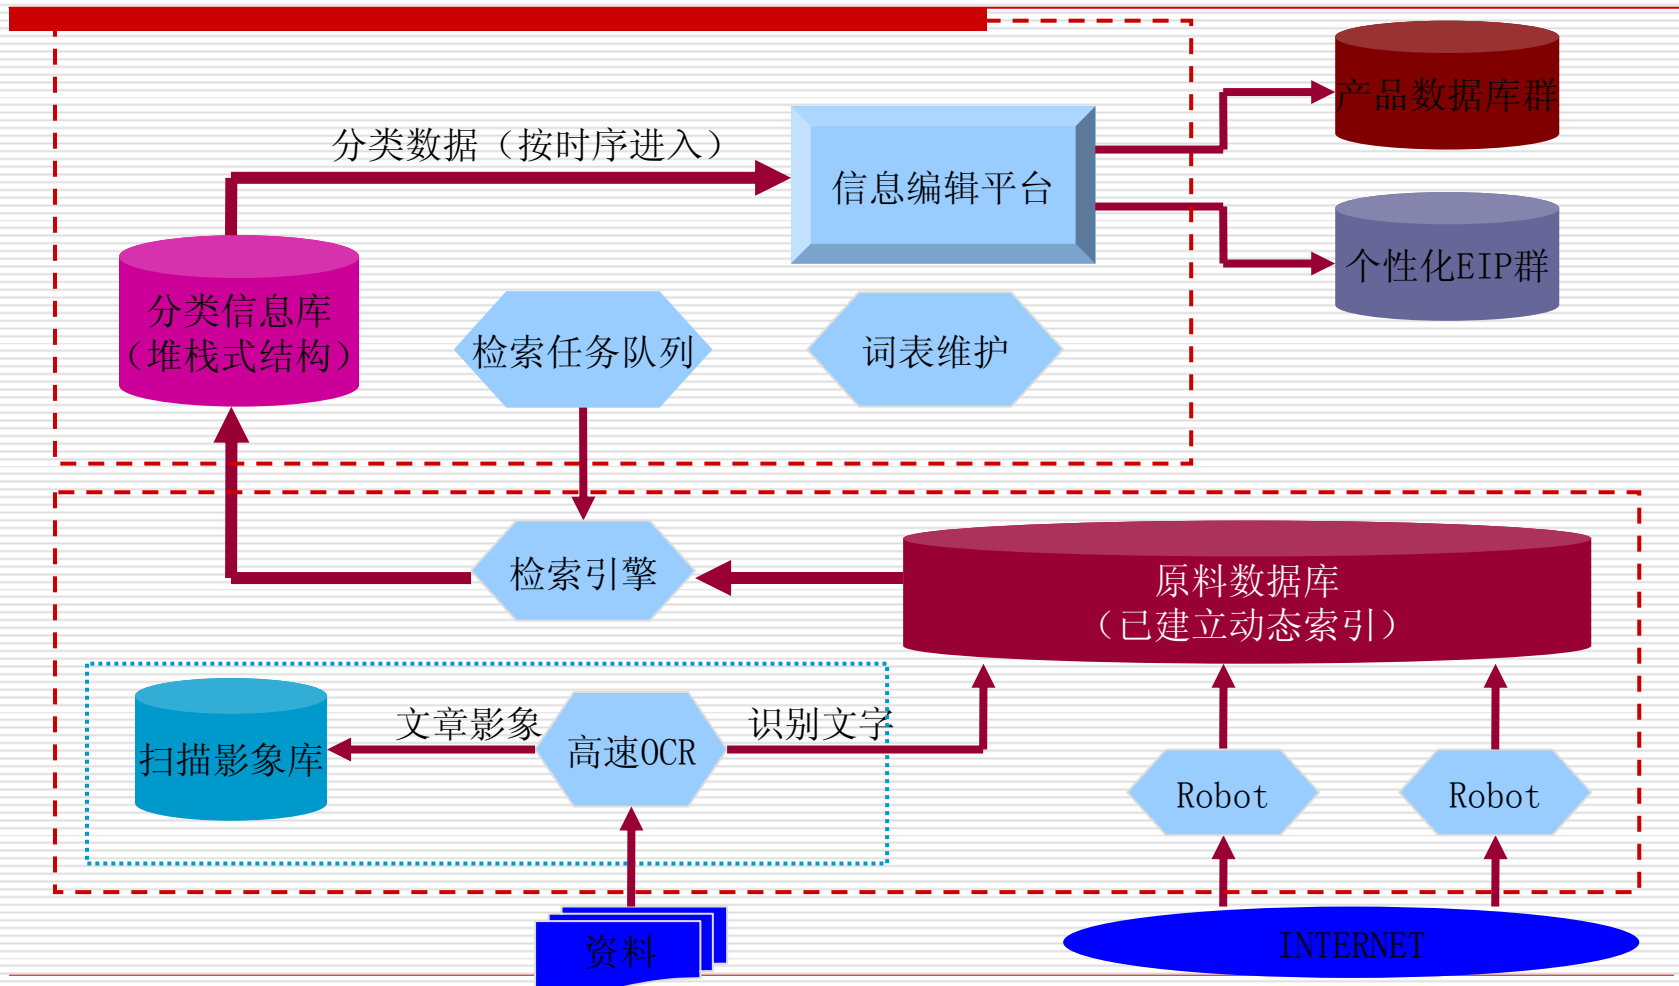 产品数据库群
分类数据（按时序进入）
信息编辑平台
个性化EIP群
分类信息库
（堆栈式结构）
检索任务队列
词表维护
检索引擎
原料数据库
（已建立动态索引）
文章影象
识别文字
扫描影象库
高速OCR
Robot
Robot
资料
INTERNET